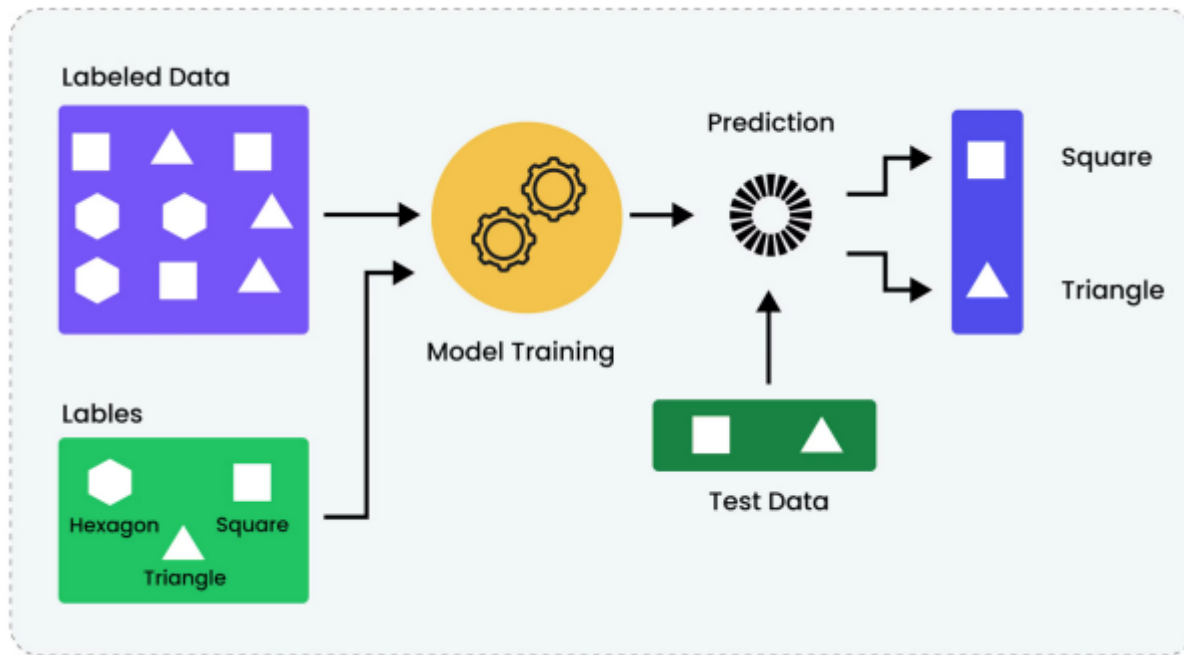 Labeled Data
Prediction
Square
Triangle
Model Training
Lables
Hexagon
Square
Triangle
Test Data